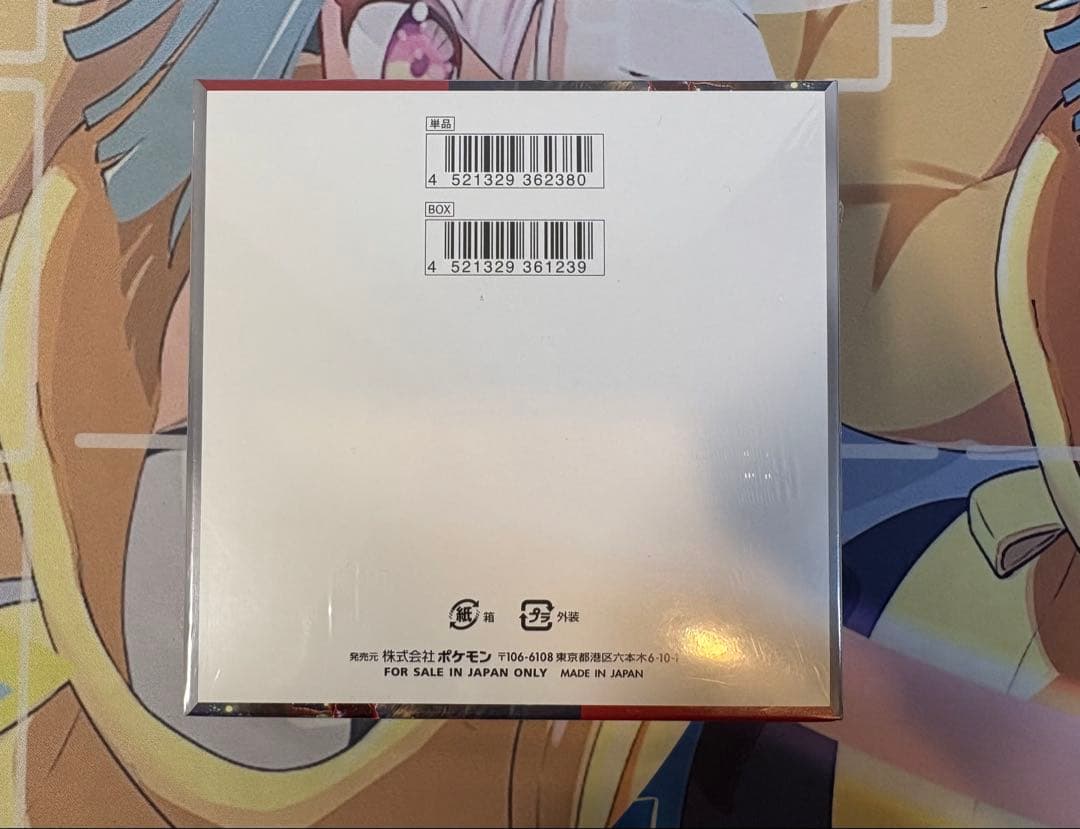 単品
4 521329 362380
BOX
4 521329 361239
紙 箱 プラ 外装
発売元 株式会社ポケモン 〒106-6108 東京都港区六本木6-10-1
FOR SALE IN JAPAN ONLY MADE IN JAPAN